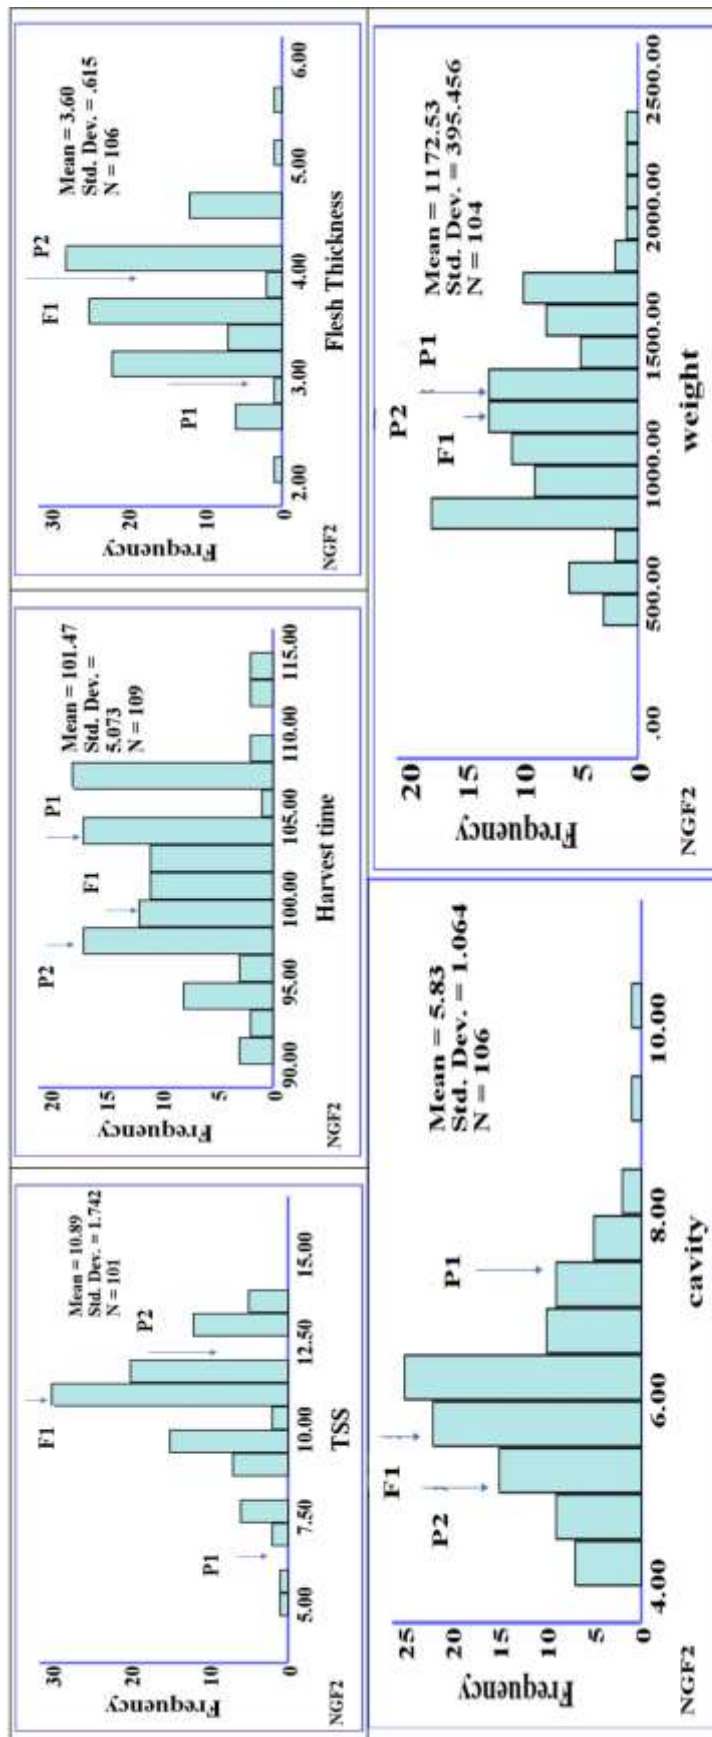 Mean = 10.89
Std. Dev. = 1.742
N = 101
F1
P2
P1
Frequency
30
20
10
0
5.00
7.50
10.00
12.50
15.00
TSS
NGF2
Mean = 101.47
Std. Dev. =
5.073
N = 109
P2
F1
P1
Frequency
20
15
10
5
0
90.00
95.00
100.00
105.00
110.00
115.00
Harvest time
NGF2
Mean = 3.60
Std. Dev. = .615
N = 106
P1
F1
P2
Frequency
30
20
10
0
2.00
3.00
4.00
5.00
6.00
Flesh Thickness
NGF2
Mean = 5.83
Std. Dev. = 1.064
N = 106
F1
P2
P1
Frequency
25
20
15
10
5
0
4.00
6.00
8.00
10.00
cavity
NGF2
Mean = 1172.53
Std. Dev. = 395.456
N = 104
P2
P1
F1
Frequency
20
15
10
5
0
.00
500.00
1000.00
1500.00
2000.00
2500.00
weight
NGF2